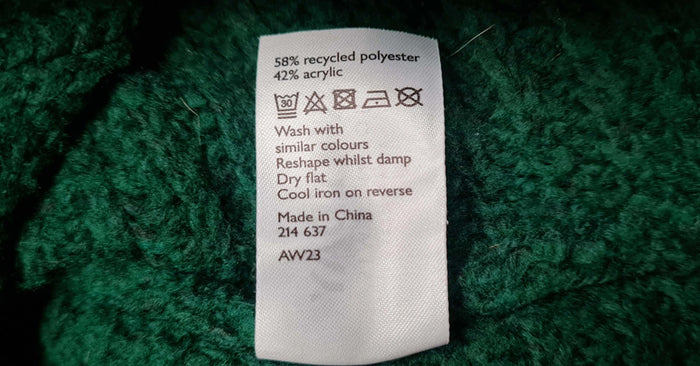 58% recycled polyester
42% acrylic
30
Wash with
similar colours
Reshape whilst damp
Dry flat
Cool iron on reverse
Made in China
214 637
AW23